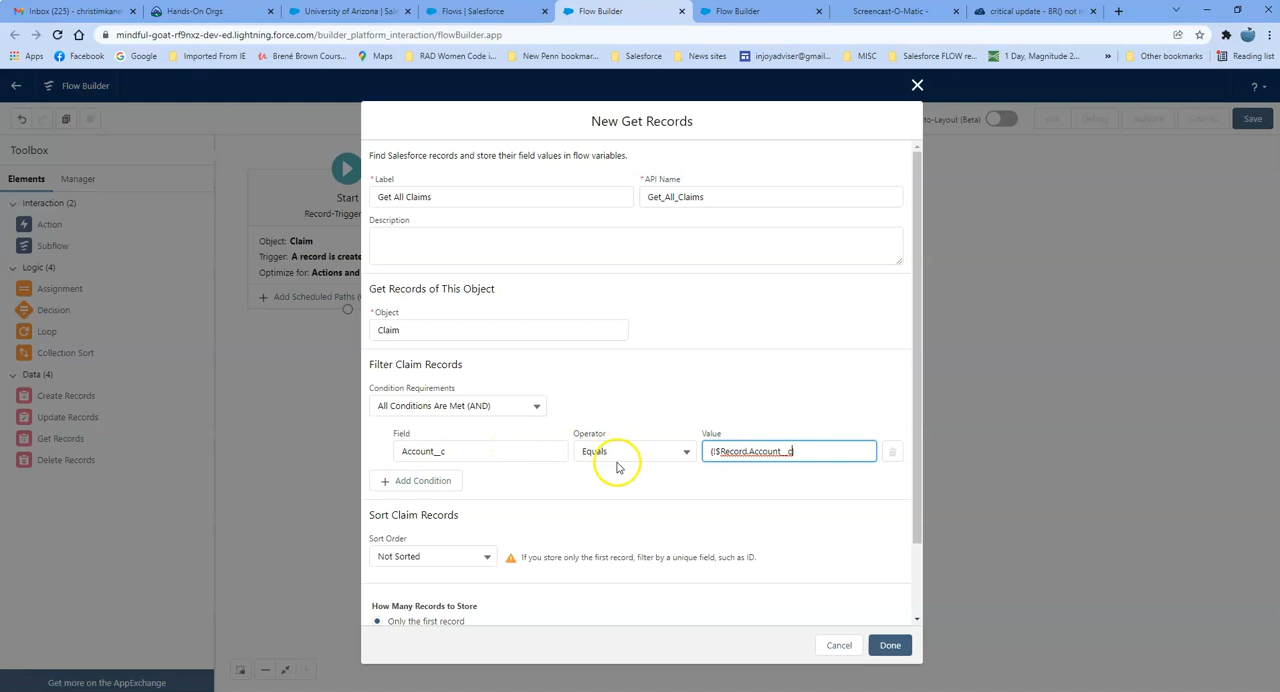 Inbox (225) - christimkane
Hands-On Orgs
University of Arizona | Salesforce
Flows | Salesforce
Flow Builder
Flow Builder
Screencast-O-Matic -
critical update - BR() not
mindful-goat-rf9nxz-dev-ed.lightning.force.com/builder_platform_interaction/flowBuilder.app
Apps Facebook Google Imported From IE Brené Brown Cours... Maps RAD Women Code i... New Penn bookmar... Salesforce News sites injoyadviser@gmail... MISC Salesforce FLOW re... 1 Day, Magnitude 2... » Other bookmarks Reading list
Flow Builder
?
to-Layout (Beta)
Save
Toolbox
Elements Manager
Interaction (2)
Action
Subflow
Logic (4)
Assignment
Decision
Loop
Collection Sort
Data (4)
Create Records
Update Records
Get Records
Delete Records
Get more on the AppExchange
Start
Record-Trigger
Object: Claim
Trigger: A record is create
Optimize for: Actions and
+ Add Scheduled Paths (
New Get Records
Find Salesforce records and store their field values in flow variables.
* Label
Get All Claims
* API Name
Get_All_Claims
Description
Get Records of This Object
* Object
Claim
Filter Claim Records
Condition Requirements
All Conditions Are Met (AND)
Field Operator Value
Account__c Equals {!$Record.Account__c}
+ Add Condition
Sort Claim Records
Sort Order
Not Sorted
If you store only the first record, filter by a unique field, such as ID.
How Many Records to Store
Only the first record
Cancel Done